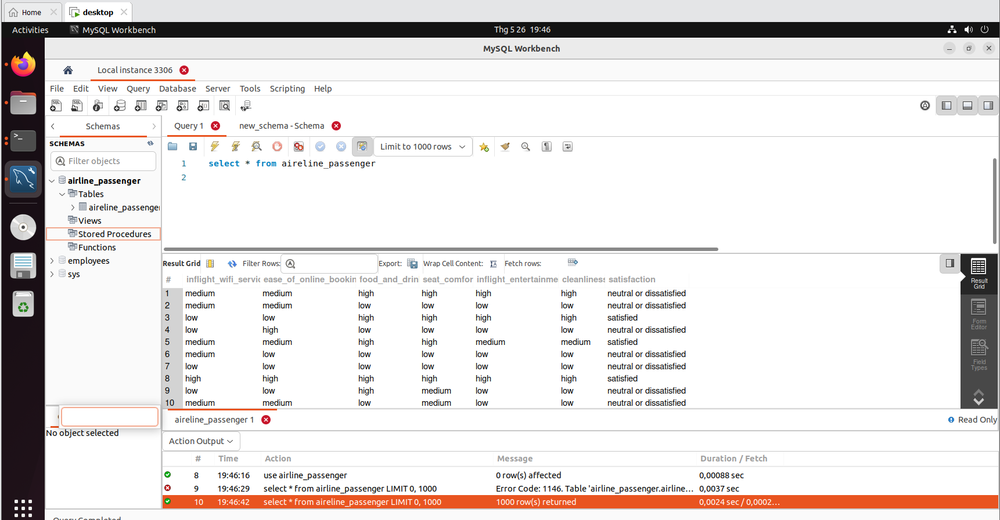 Home
desktop
Activities
MySQL Workbench
Thg 5 26 19:46
MySQL Workbench
Local instance 3306
File Edit View Query Database Server Tools Scripting Help
Schemas
Query 1
new_schema - Schema
SCHEMAS
Filter objects
airline_passenger
Tables
aireline_passenger
Views
Stored Procedures
Functions
employees
sys
No object selected
Limit to 1000 rows
1 select * from aireline_passenger
2
Result Grid
Filter Rows:
Export:
Wrap Cell Content:
Fetch rows:
# inflight_wifi_servic ease_of_online_bookin food_and_drin seat_comfor inflight_entertainme cleanliness satisfaction
1 medium medium high high high high neutral or dissatisfied
2 medium medium low low low low neutral or dissatisfied
3 low low high high high high satisfied
4 low high low low low low neutral or dissatisfied
5 medium medium high high medium medium satisfied
6 medium low low low low low neutral or dissatisfied
7 low low low low low low neutral or dissatisfied
8 high low high high high high satisfied
9 low low high medium low low neutral or dissatisfied
10 medium medium low medium low low neutral or dissatisfied
Result
Grid
Form
Editor
Field
Types
aireline_passenger 1
Read Only
Action Output
# Time Action Message Duration / Fetch
8 19:46:16 use airline_passenger 0 row(s) affected 0,00088 sec
9 19:46:29 select * from airline_passenger LIMIT 0, 1000 Error Code: 1146. Table 'airline_passenger.airline... 0,0037 sec
10 19:46:42 select * from aireline_passenger LIMIT 0, 1000 1000 row(s) returned 0,0024 sec / 0,0002...
Query Completed